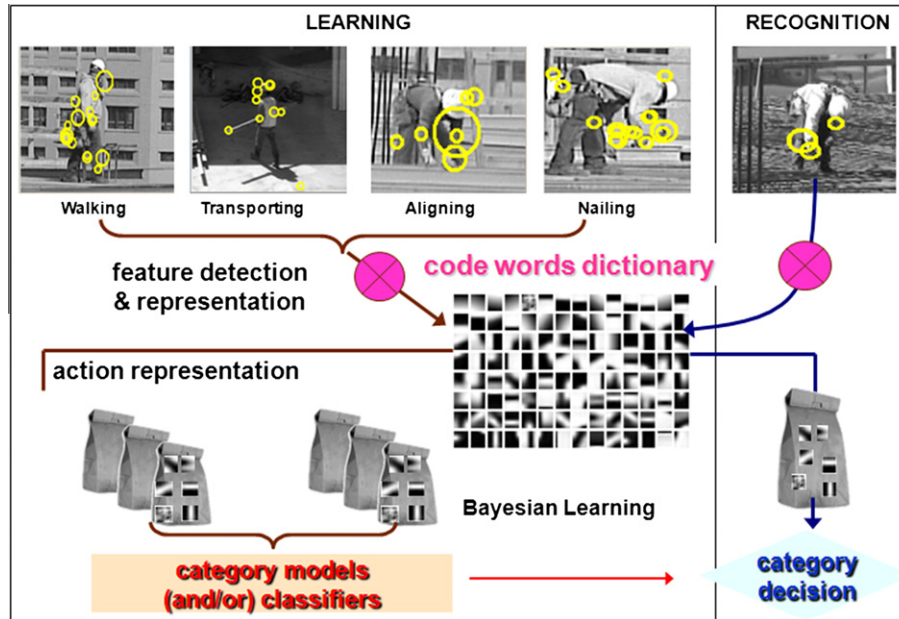 LEARNING
RECOGNITION
Walking
Transporting
Aligning
Nailing
feature detection
& representation
code words dictionary
action representation
Bayesian Learning
category models
(and/or) classifiers
category
decision